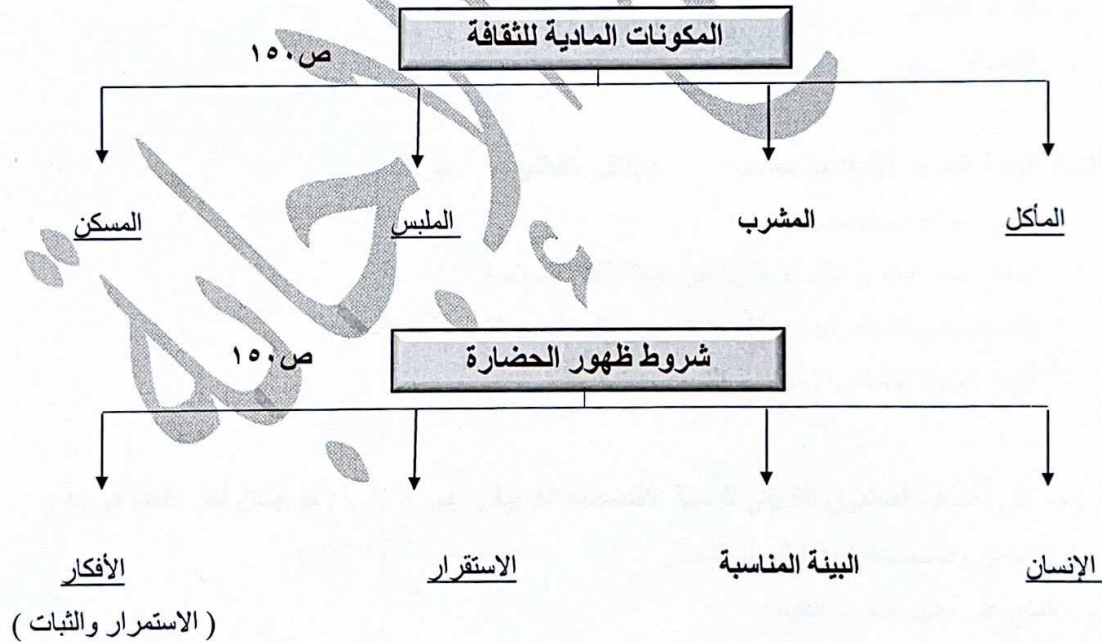 المكونات المادية للثقافة
ص١٥٠
المأكل
المشرب
الملبس
المسكن
شروط ظهور الحضارة
ص١٥٠
الإنسان
البيئة المناسبة
الاستقرار
الأفكار
( الاستمرار والثبات )